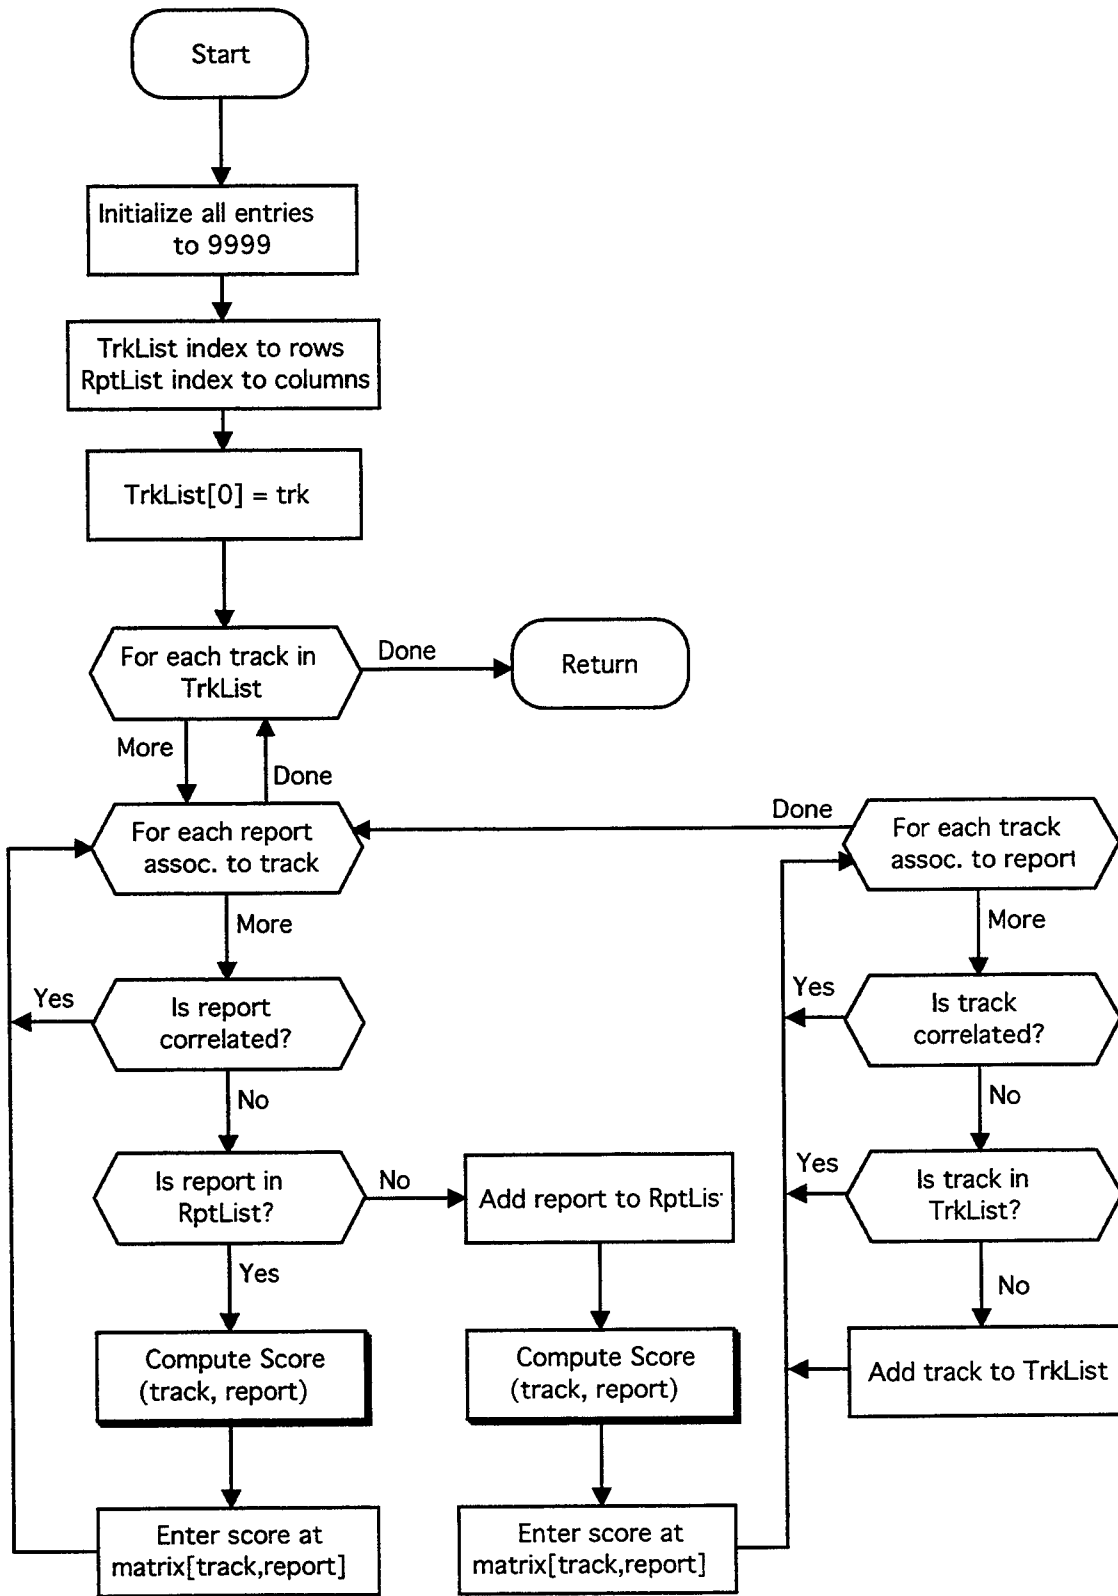 Start
Initialize all entries
to 9999
TrkList index to rows
RptList index to columns
TrkList[0] = trk
For each track in
TrkList
Done
Return
More
Done
For each report
assoc. to track
Done
For each track
assoc. to report
More
More
Yes
Is report
correlated?
Yes
Is track
correlated?
No
No
Is report in
RptList?
No
Add report to RptLis
Yes
Is track in
TrkList?
Yes
No
Compute Score
(track, report)
Compute Score
(track, report)
Add track to TrkList
Enter score at
matrix[track,report]
Enter score at
matrix[track,report]